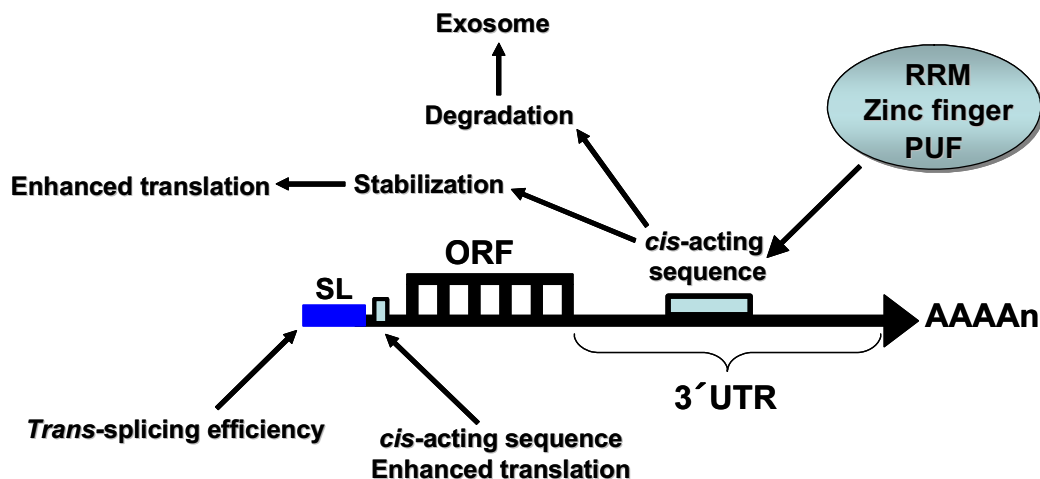 Exosome
RRM
Zinc finger
PUF
Degradation
Enhanced translation
Stabilization
cis-acting
sequence
ORF
SL
AAAAn
3´UTR
Trans-splicing efficiency
cis-acting sequence
Enhanced translation